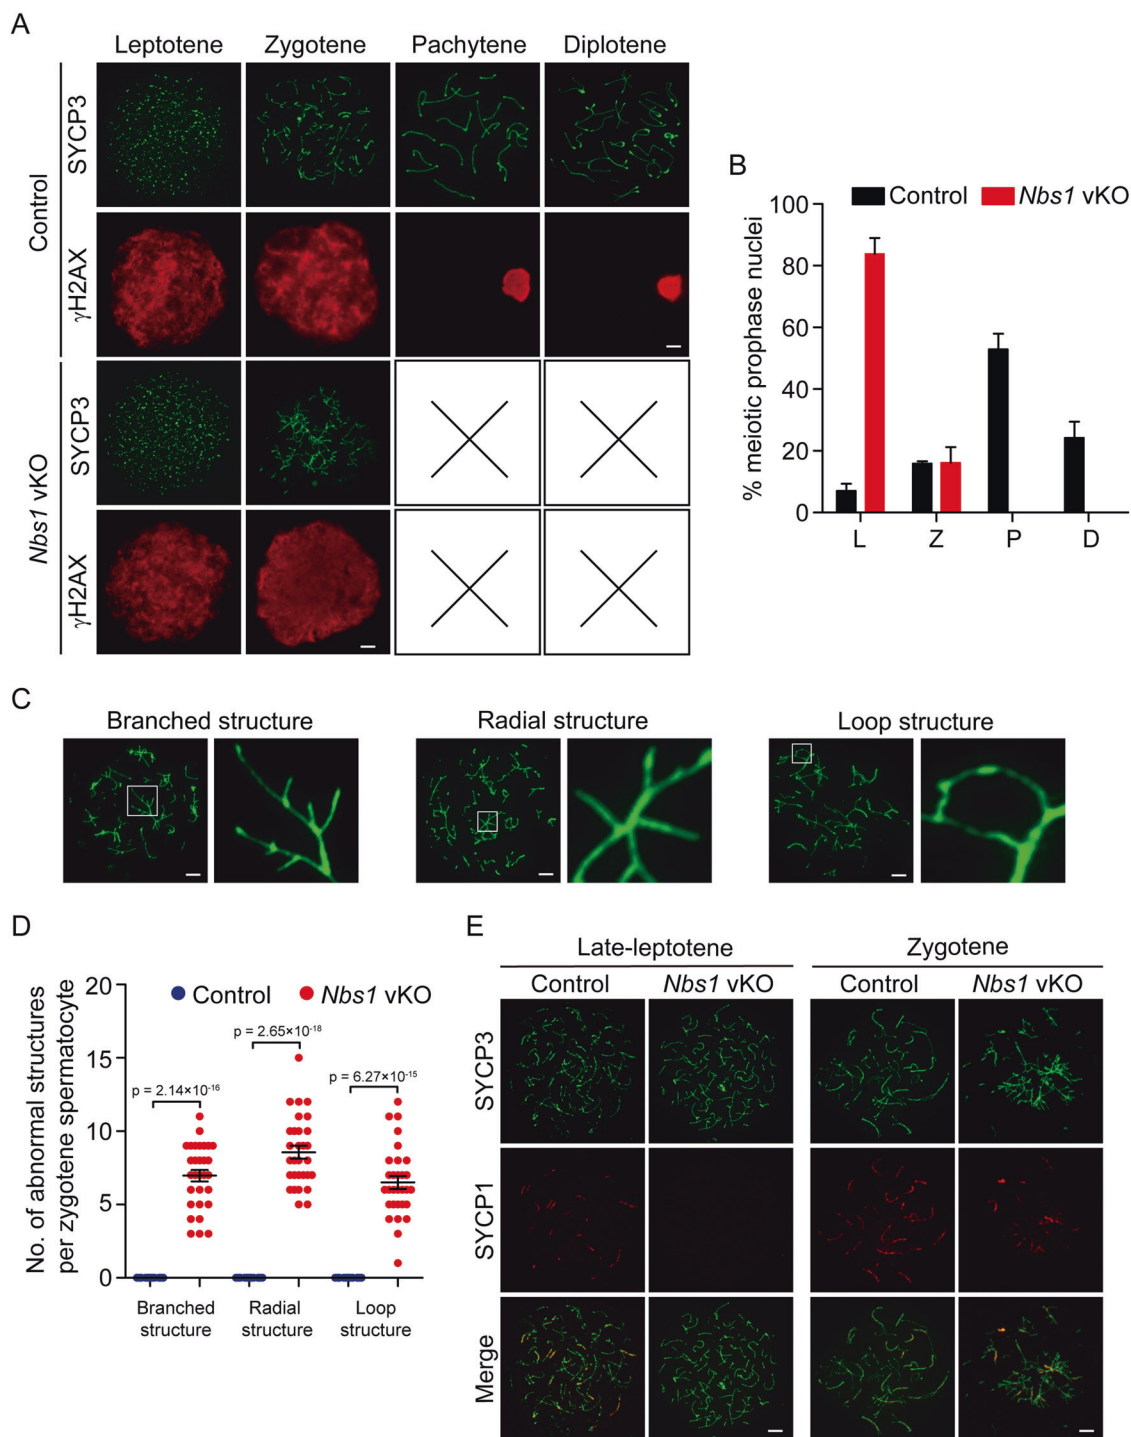 A
Leptotene Zygotene Pachytene Diplotene
Control
SYCP3
γH2AX
Nbs1 vKO
SYCP3
γH2AX
B
Control Nbs1 vKO
% meiotic prophase nuclei
100
80
60
40
20
0
L Z P D
C
Branched structure Radial structure Loop structure
D
No. of abnormal structures
per zygotene spermatocyte
Control Nbs1 vKO
20
15
10
5
0
p = 2.14×10-16
p = 2.65×10-18
p = 6.27×10-15
Branched Radial Loop
structure structure structure
E
Late-leptotene Zygotene
Control Nbs1 vKO Control Nbs1 vKO
SYCP3
SYCP1
Merge